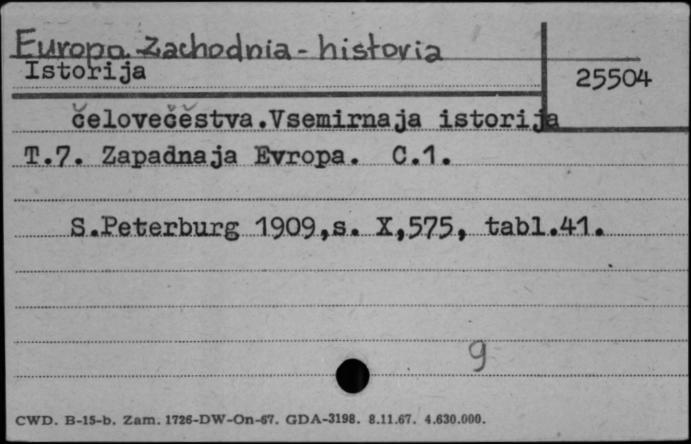 Europa Zachodnia - historia
Istorija
25504
čelovečěstva.Vsemirnaja istorija
T.7. Zapadnaja Evropa. C.1.
S.Peterburg 1909,s. X,575, tabl.41.
9
CWD. B-15-b. Zam. 1726-DW-On-67. GDA-3198. 8.11.67. 4.630.000.